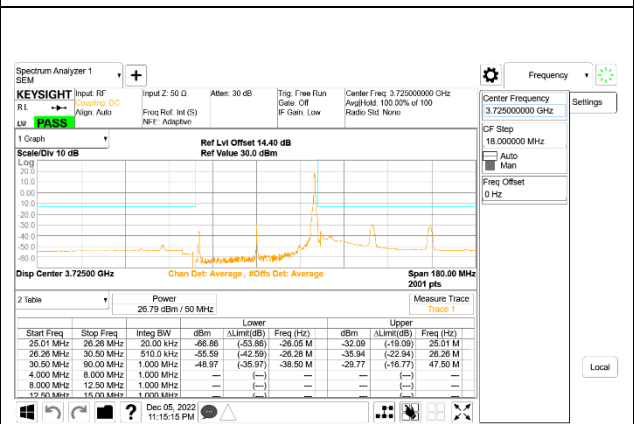 Spectrum Analyzer 1
SEM
Frequency
KEYSIGHT
Input: RF
Coupling: DC
Align: Auto
Input Z: 50 Ω
Freq Ref: Int (S)
NFE: Adaptive
Atten: 30 dB
Trig: Free Run
Gate: Off
IF Gain: Low
Center Freq: 3.725000000 GHz
Avg|Hold: 100.00% of 100
Radio Std: None
R L
PASS
Center Frequency
3.725000000 GHz
Settings
CF Step
18.000000 MHz
Auto
Man
Freq Offset
0 Hz
Local
1 Graph
Scale/Div 10 dB
Ref Lvl Offset 14.40 dB
Ref Value 30.0 dBm
Log
20.0
10.0
0.00
-10.0
-20.0
-30.0
-40.0
-50.0
-60.0
Disp Center 3.72500 GHz
Chan Det: Average , #Offs Det: Average
Span 180.00 MHz
2001 pts
2 Table
Power
26.79 dBm / 50 MHz
Measure Trace
Trace 1
Lower Upper
Start Freq Stop Freq Integ BW dBm ΔLimit(dB) Freq (Hz) dBm ΔLimit(dB) Freq (Hz)
25.01 MHz 26.26 MHz 20.00 kHz -66.86 (-53.86) -26.05 M -32.09 (-19.09) 25.01 M
26.26 MHz 30.50 MHz 510.0 kHz -55.59 (-42.59) -26.28 M -35.94 (-22.94) 26.26 M
30.50 MHz 90.00 MHz 1.000 MHz -48.97 (-35.97) -38.50 M -29.77 (-16.77) 47.50 M
4.000 MHz 8.000 MHz 1.000 MHz --- (---) --- --- (---) ---
8.000 MHz 12.50 MHz 1.000 MHz --- (---) --- --- (---) ---
12.50 MHz 15.00 MHz 1.000 MHz --- (---) --- --- (---) ---
Dec 05, 2022
11:15:15 PM